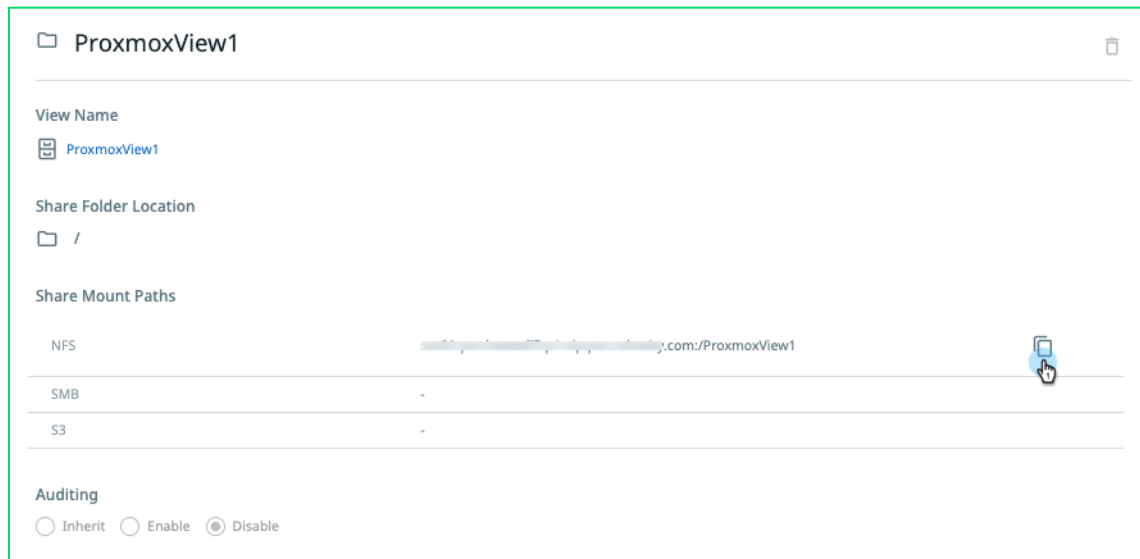 ProxmoxView1
View Name
ProxmoxView1
Share Folder Location
/
Share Mount Paths
NFS .com:/ProxmoxView1
SMB -
S3 -
Auditing
Inherit Enable Disable